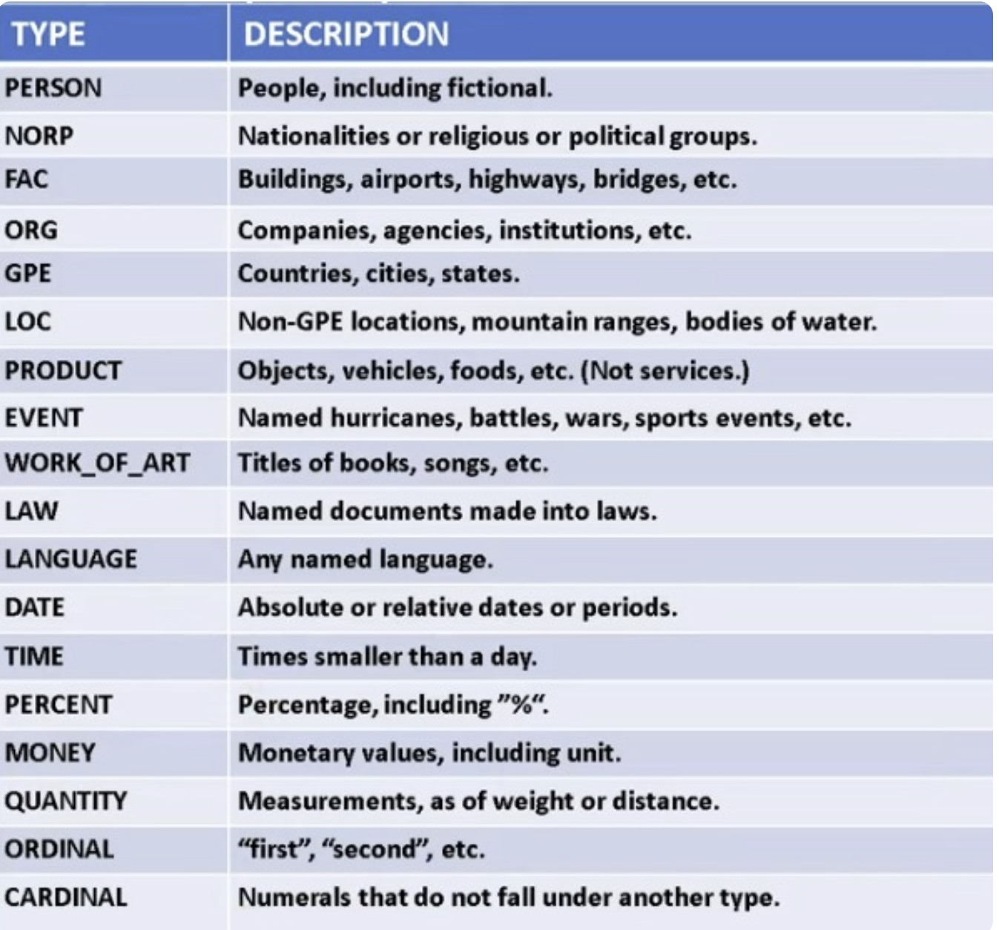 TYPE DESCRIPTION
PERSON People, including fictional.
NORP Nationalities or religious or political groups.
FAC Buildings, airports, highways, bridges, etc.
ORG Companies, agencies, institutions, etc.
GPE Countries, cities, states.
LOC Non-GPE locations, mountain ranges, bodies of water.
PRODUCT Objects, vehicles, foods, etc. (Not services.)
EVENT Named hurricanes, battles, wars, sports events, etc.
WORK_OF_ART Titles of books, songs, etc.
LAW Named documents made into laws.
LANGUAGE Any named language.
DATE Absolute or relative dates or periods.
TIME Times smaller than a day.
PERCENT Percentage, including ”%“.
MONEY Monetary values, including unit.
QUANTITY Measurements, as of weight or distance.
ORDINAL “first”, “second”, etc.
CARDINAL Numerals that do not fall under another type.